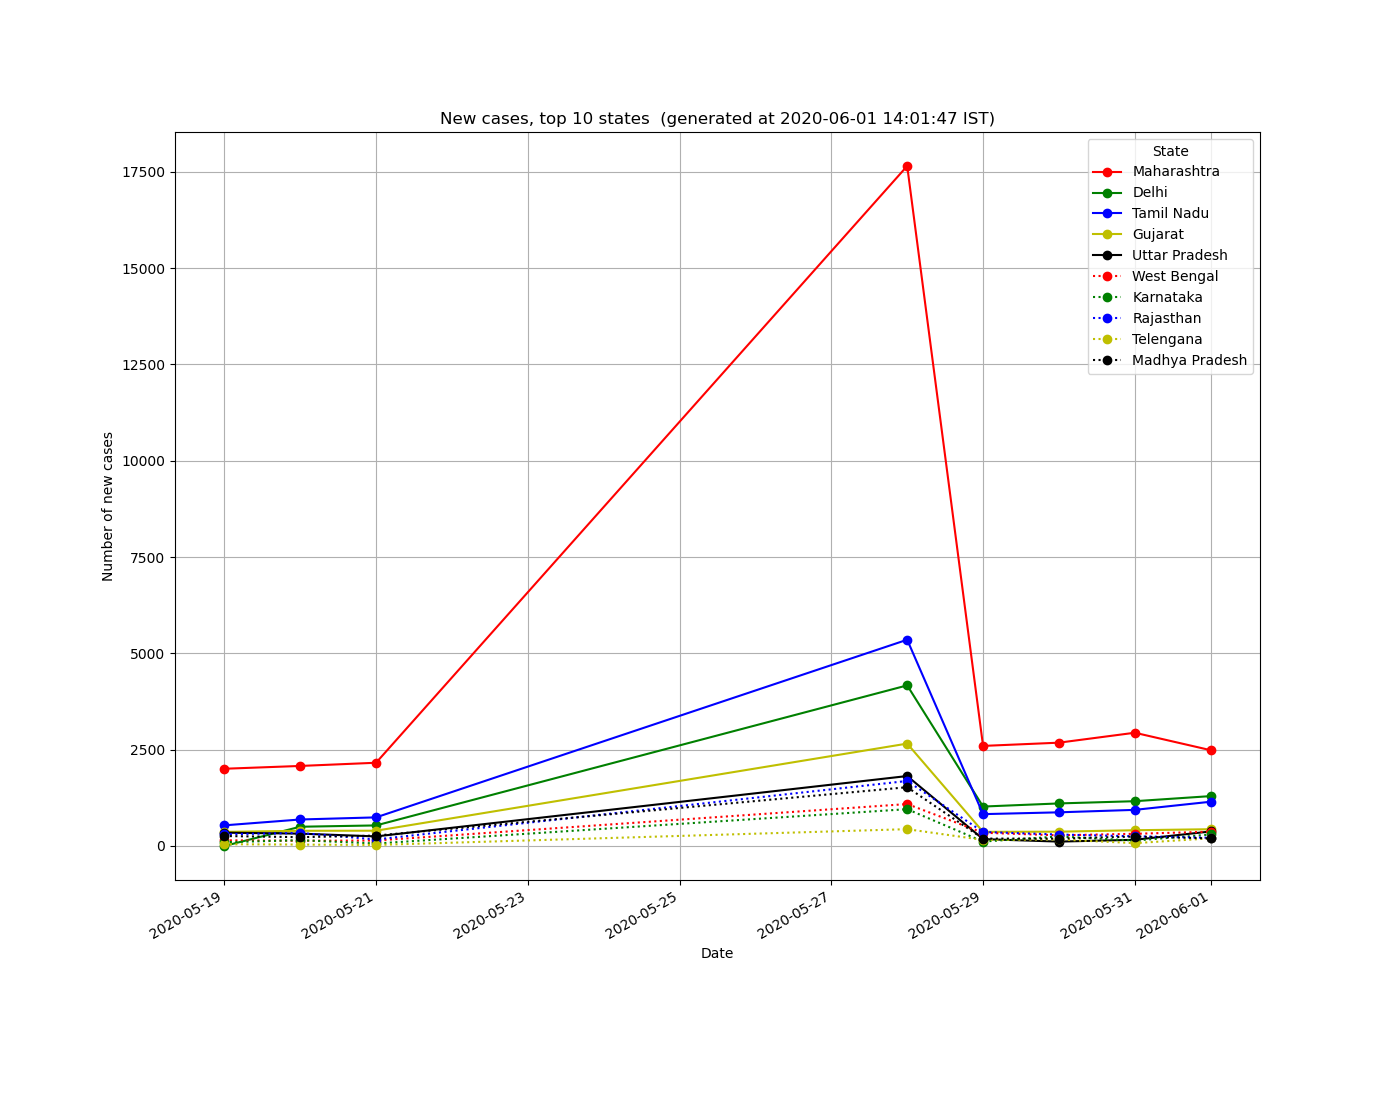 New cases, top 10 states  (generated at 2020-06-01 14:01:47 IST)
State
Maharashtra
Delhi
Tamil Nadu
Gujarat
Uttar Pradesh
West Bengal
Karnataka
Rajasthan
Telengana
Madhya Pradesh
17500
15000
12500
10000
7500
5000
2500
0
Number of new cases
2020-05-19
2020-05-21
2020-05-23
2020-05-25
2020-05-27
2020-05-29
2020-05-31
2020-06-01
Date